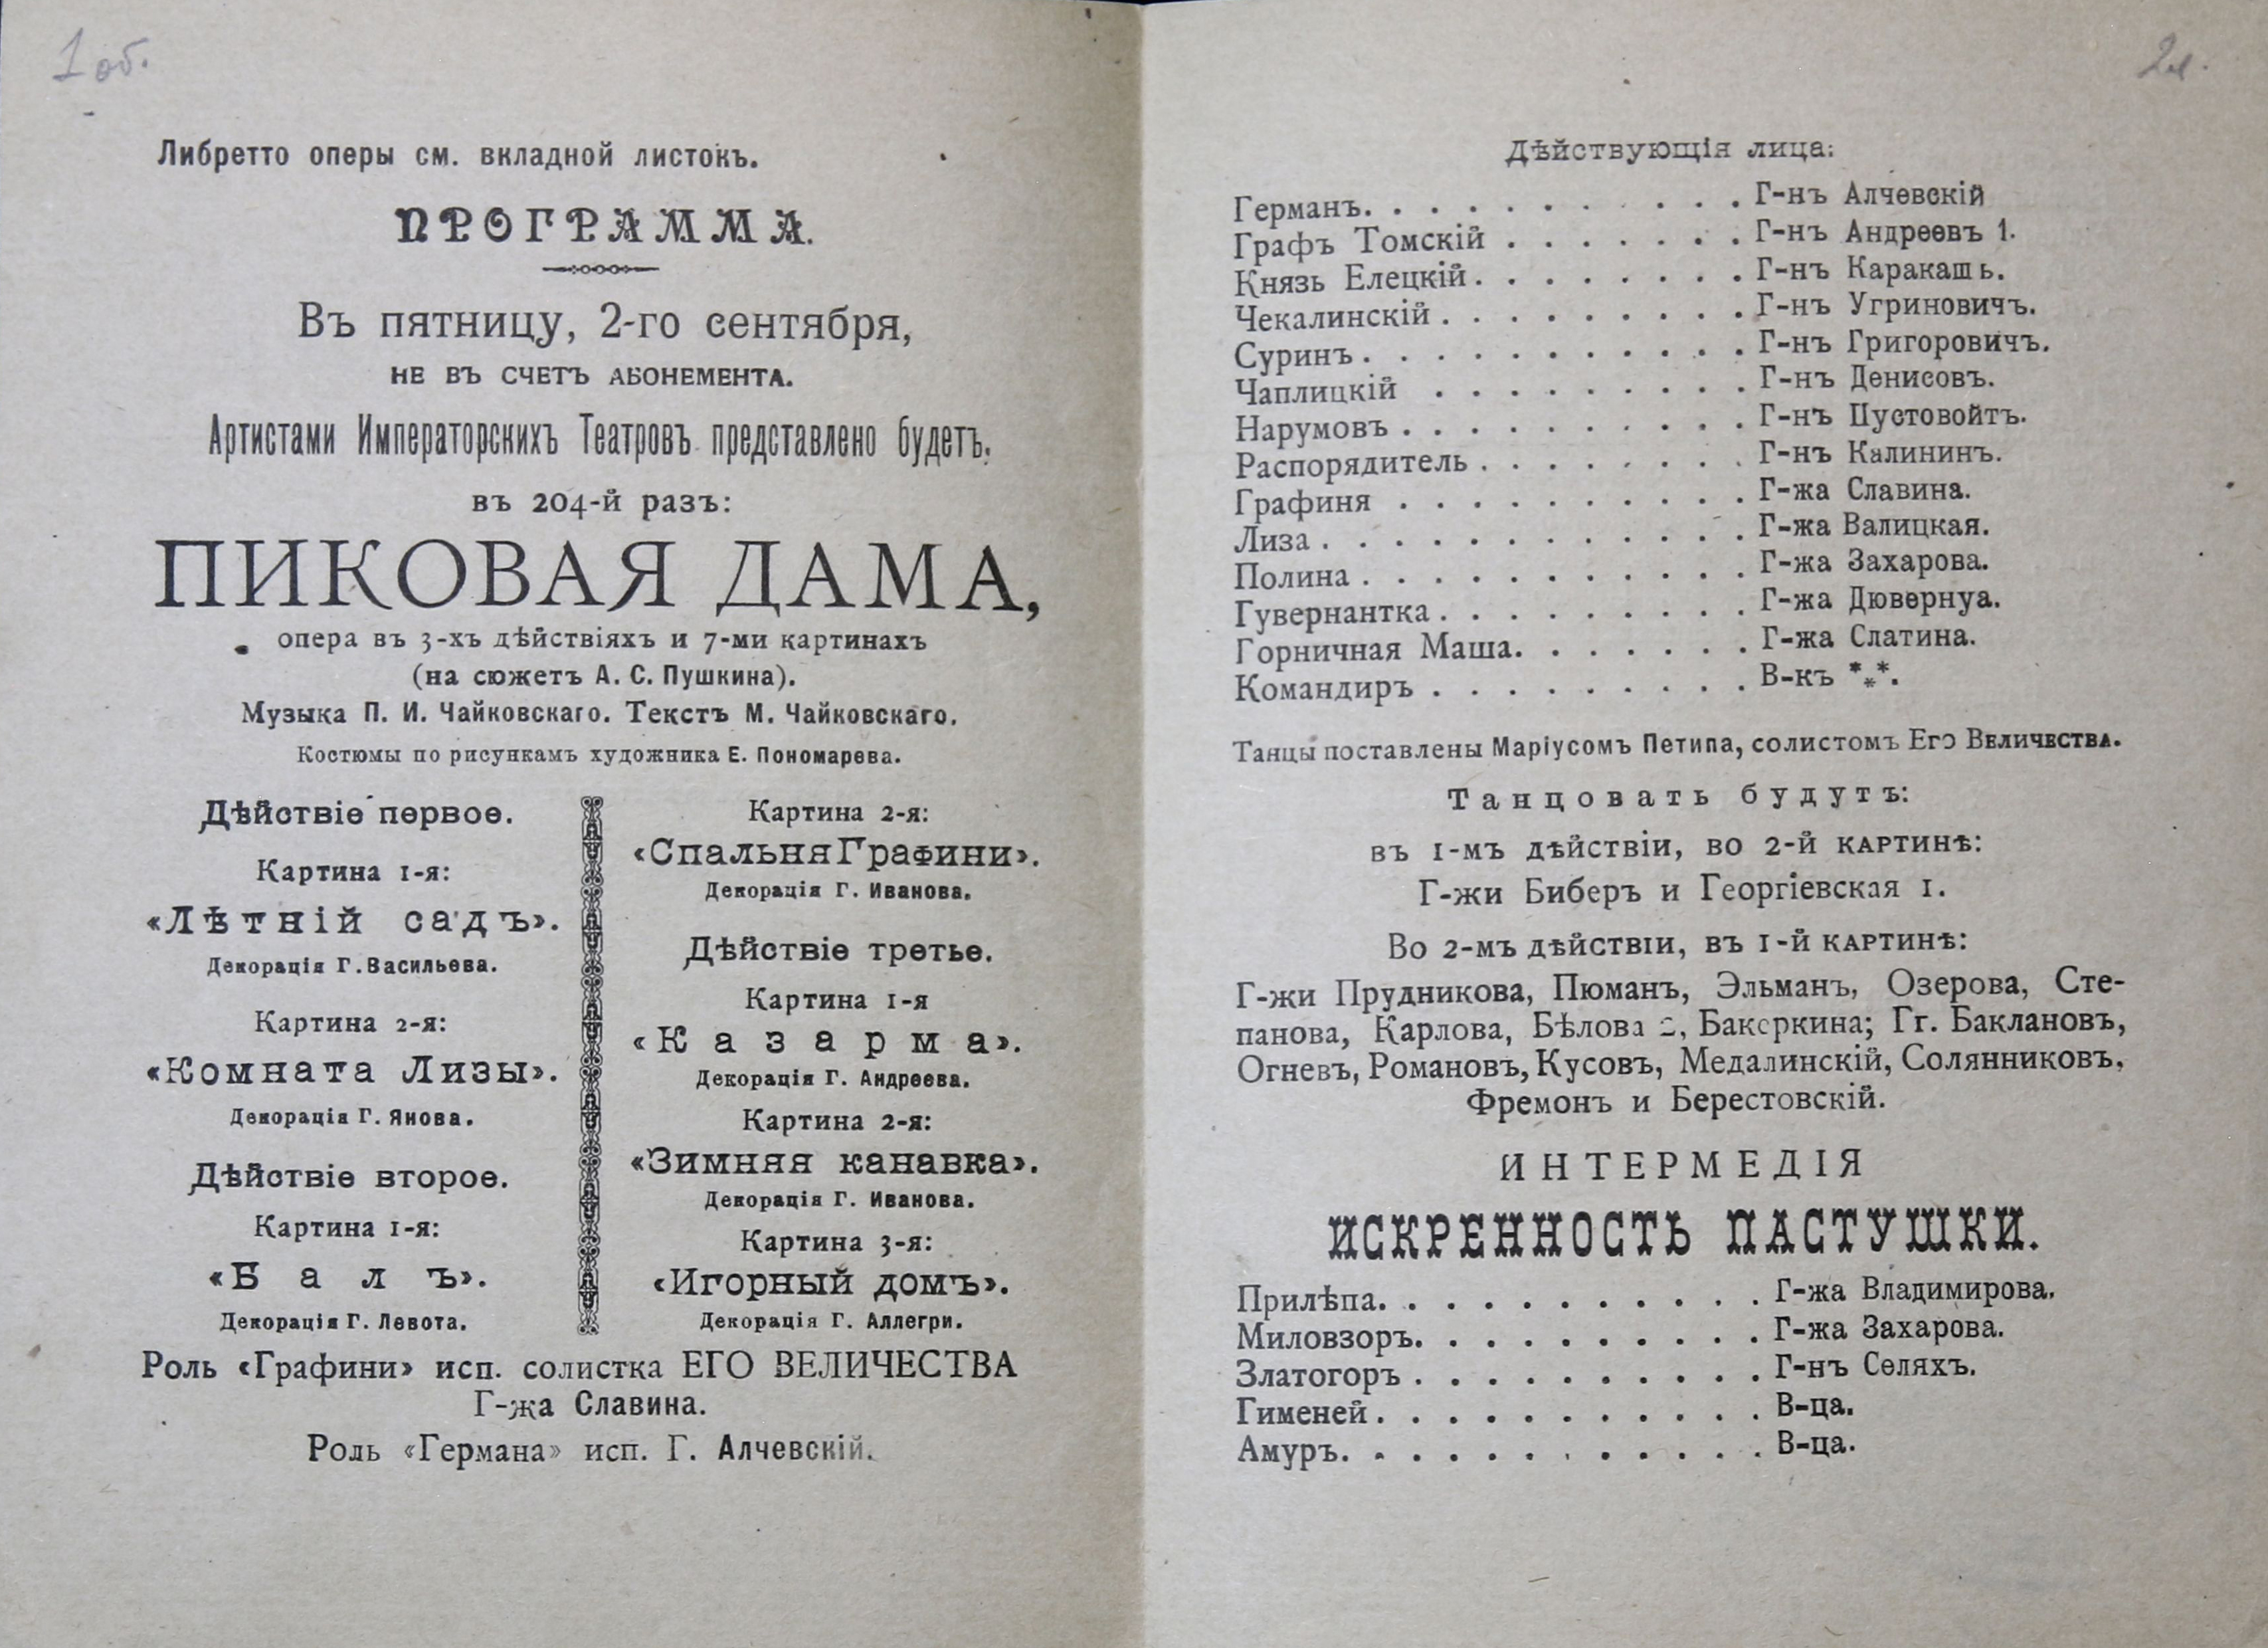 1 об.
2л.
Либретто оперы см. вкладной листокъ.
ПРОГРАММА.
Въ пятницу, 2-го сентября,
НЕ ВЪ СЧЕТЪ АБОНЕМЕНТА.
Артистами Императорскихъ Театровъ представлено будетъ:
въ 204-й разъ:
ПИКОВАЯ ДАМА,
опера въ 3-хъ дѣйствіяхъ и 7-ми картинахъ
(на сюжетъ А. С. Пушкина).
Музыка П. И. Чайковскаго. Текстъ М. Чайковскаго.
Костюмы по рисункамъ художника Е. Пономарева.
Дѣйствіе первое.
Картина 1-я:
«Лѣтній садъ».
Декорація Г. Васильева.
Картина 2-я:
«Комната Лизы».
Декорація Г. Янова.
Дѣйствіе второе.
Картина 1-я:
«Балъ».
Декорація Г. Левота.
Картина 2-я:
«Спальня Графини».
Декорація Г. Иванова.
Дѣйствіе третье.
Картина 1-я
«Казарма».
Декорація Г. Андреева.
Картина 2-я:
«Зимняя канавка».
Декорація Г. Иванова.
Картина 3-я:
«Игорный домъ».
Декорація Г. Аллегри.
Роль «Графини» исп. солистка ЕГО ВЕЛИЧЕСТВА
Г-жа Славина.
Роль «Германа» исп. Г. Алчевскій.
Дѣйствующія лица:
Германъ. . . . . . . . . . . Г-нъ Алчевскій
Графъ Томскій . . . . . . . Г-нъ Андреевъ 1.
Князь Елецкій. . . . . . . . Г-нъ Каракашъ.
Чекалинскій . . . . . . . . . Г-нъ Угриновичъ.
Суринъ . . . . . . . . . . . Г-нъ Григоровичъ.
Чаплицкій . . . . . . . . . Г-нъ Денисовъ.
Нарумовъ . . . . . . . . . . Г-нъ Пустовойтъ.
Распорядитель . . . . . . . . Г-нъ Калининъ.
Графиня . . . . . . . . . . Г-жа Славина.
Лиза . . . . . . . . . . . . Г-жа Валицкая.
Полина . . . . . . . . . . . Г-жа Захарова.
Гувернантка . . . . . . . . . Г-жа Дювернуа.
Горничная Маша. . . . . . . Г-жа Слатина.
Командиръ . . . . . . . . . В-къ ***.
Танцы поставлены Маріусомъ Петипа, солистомъ Его Величества.
Танцовать будутъ:
въ 1-мъ дѣйствіи, во 2-й картинѣ:
Г-жи Биберъ и Георгіевская 1.
Во 2-мъ дѣйствіи, въ 1-й картинѣ:
Г-жи Прудникова, Пюманъ, Эльманъ, Озерова, Сте-
панова, Карлова, Бѣлова 2, Бакеркина; Гг. Баклановъ,
Огневъ, Романовъ, Кусовъ, Медалинскій, Солянниковъ,
Фремонъ и Берестовскій.
ИНТЕРМЕДІЯ
ИСКРЕННОСТЬ ПАСТУШКИ.
Прилѣпа. . . . . . . . . . . Г-жа Владимирова.
Миловзоръ. . . . . . . . . . Г-жа Захарова.
Златогоръ . . . . . . . . . . Г-нъ Селяхъ.
Гименей . . . . . . . . . . . В-ца.
Амуръ. . . . . . . . . . . . В-ца.